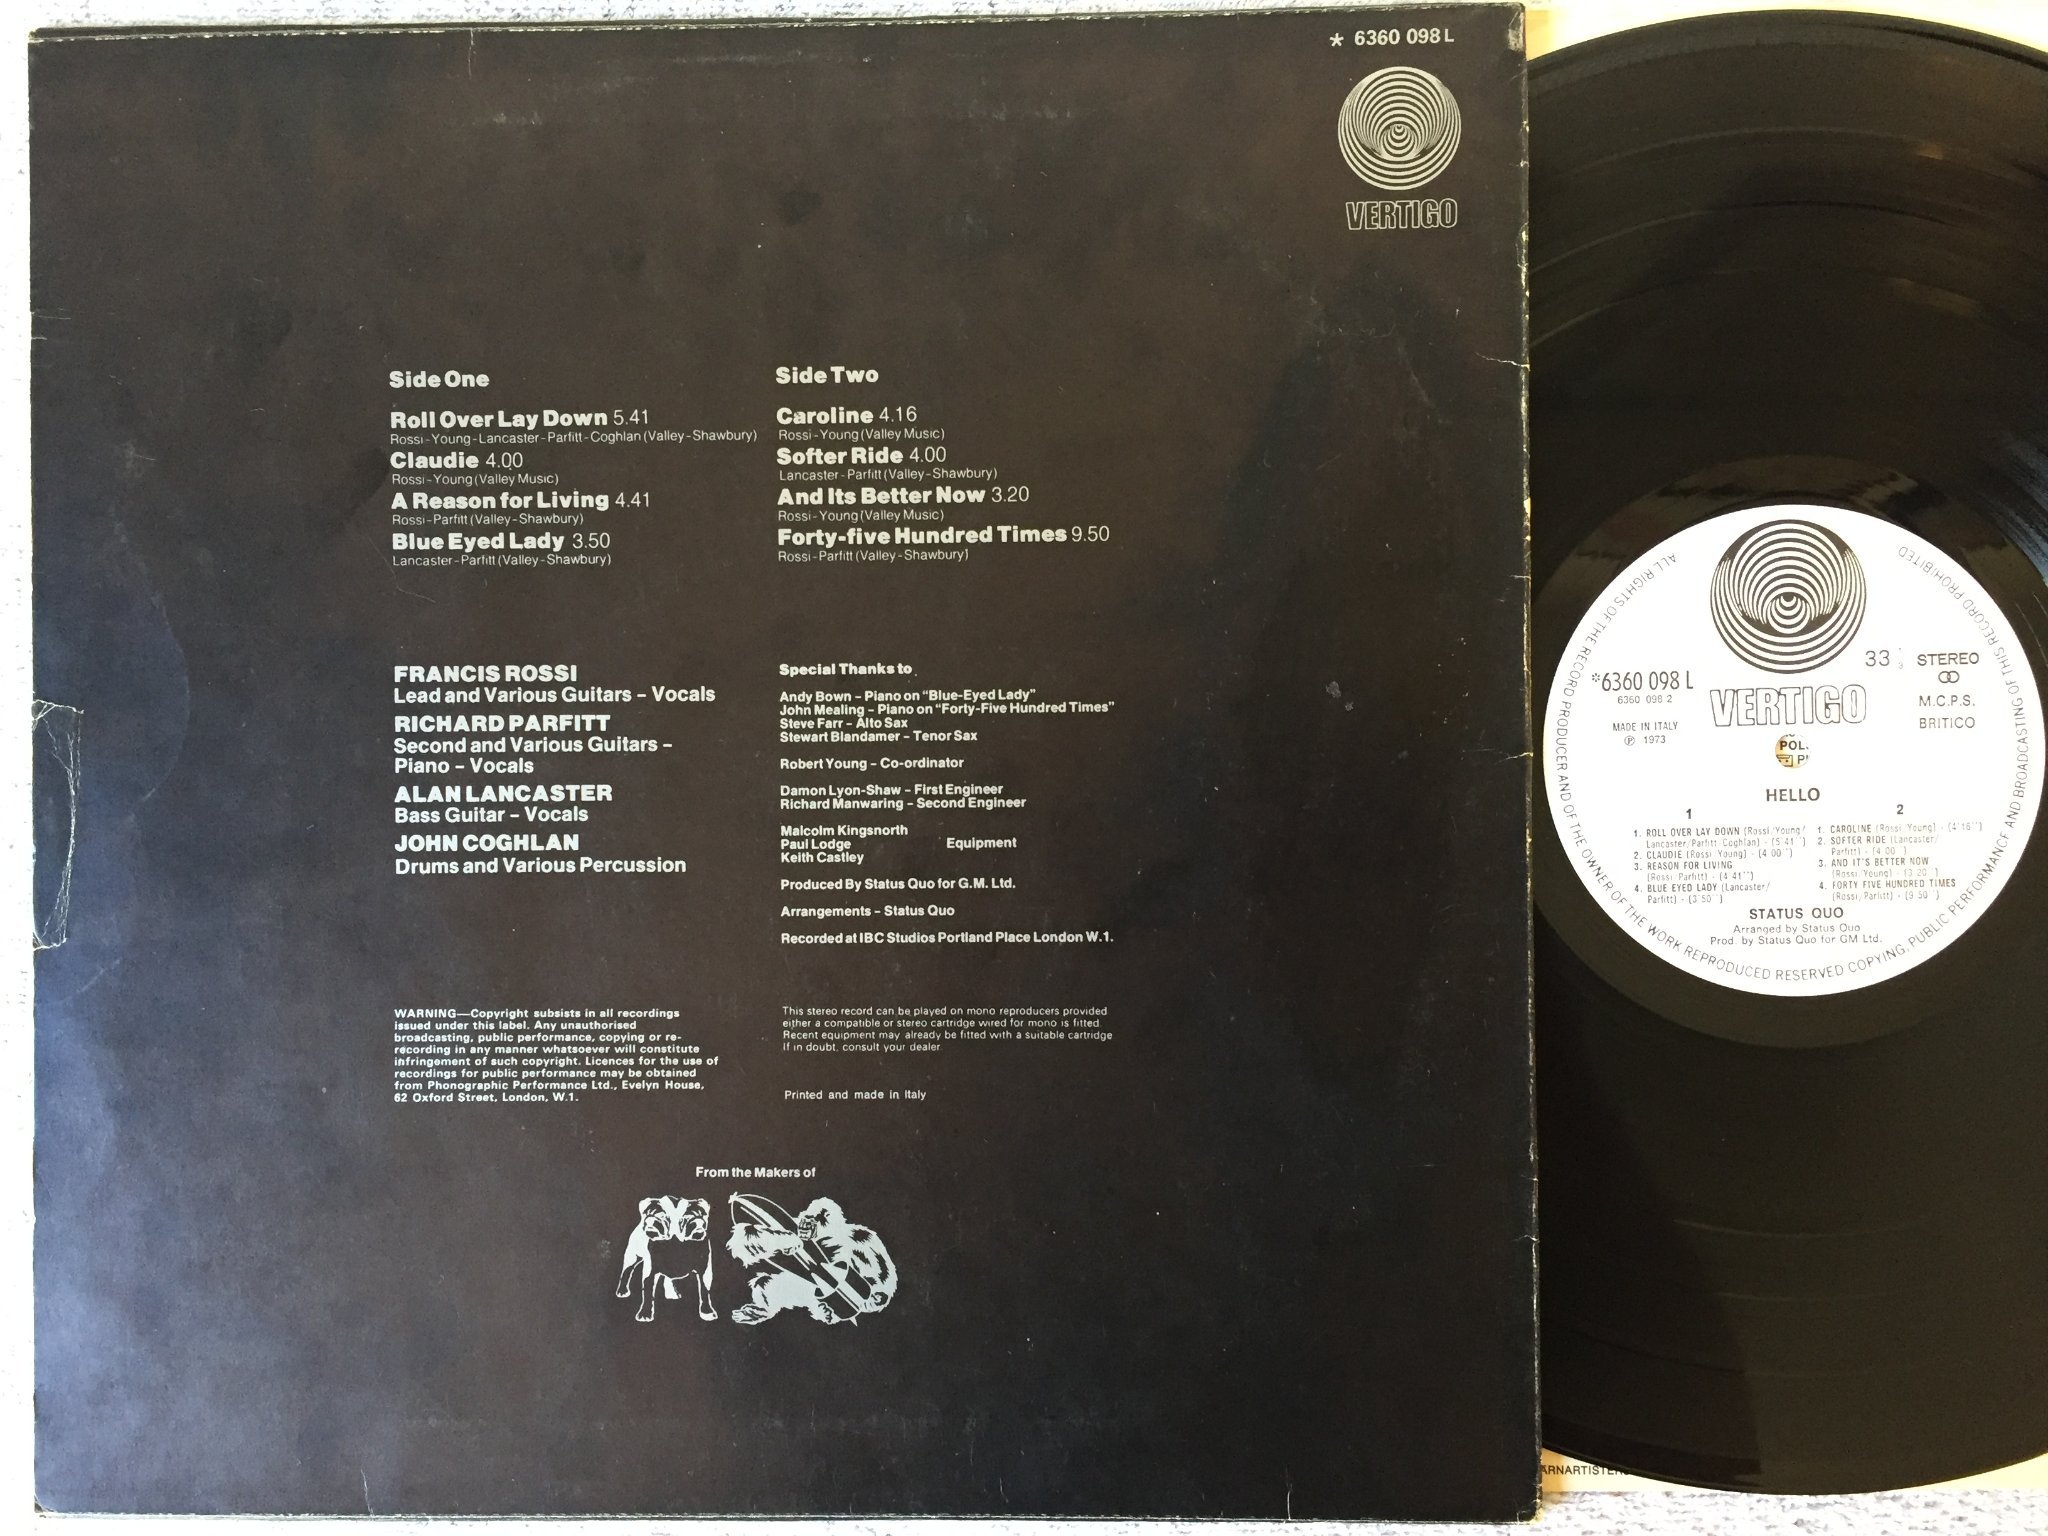 * 6360 098 L
VERTIGO
Side One
Roll Over Lay Down 5.41
Rossi-Young-Lancaster-Parfitt-Coghlan (Valley-Shawbury)
Claudie 4.00
Rossi-Young (Valley Music)
A Reason for Living 4.41
Rossi-Parfitt (Valley-Shawbury)
Blue Eyed Lady 3.50
Lancaster-Parfitt (Valley-Shawbury)
Side Two
Caroline 4.16
Rossi-Young (Valley Music)
Softer Ride 4.00
Lancaster-Parfitt (Valley-Shawbury)
And Its Better Now 3.20
Rossi-Young (Valley Music)
Forty-five Hundred Times 9.50
Rossi-Parfitt (Valley-Shawbury)
FRANCIS ROSSI
Lead and Various Guitars – Vocals
RICHARD PARFITT
Second and Various Guitars –
Piano – Vocals
ALAN LANCASTER
Bass Guitar – Vocals
JOHN COGHLAN
Drums and Various Percussion
Special Thanks to
Andy Bown – Piano on "Blue-Eyed Lady"
John Mealing – Piano on "Forty-Five Hundred Times"
Steve Farr – Alto Sax
Stewart Blandamer – Tenor Sax
Robert Young – Co-ordinator
Damon Lyon-Shaw – First Engineer
Richard Manwaring – Second Engineer
Malcolm Kingsnorth
Paul Lodge Equipment
Keith Castley
Produced By Status Quo for G.M. Ltd.
Arrangements – Status Quo
Recorded at IBC Studios Portland Place London W.1.
WARNING—Copyright subsists in all recordings
issued under this label. Any unauthorised
broadcasting, public performance, copying or re-
recording in any manner whatsoever will constitute
infringement of such copyright. Licences for the use of
recordings for public performance may be obtained
from Phonographic Performance Ltd., Evelyn House,
62 Oxford Street, London, W.1.
This stereo record can be played on mono reproducers provided
either a compatible or stereo cartridge wired for mono is fitted.
Recent equipment may already be fitted with a suitable cartridge
If in doubt, consult your dealer
Printed and made in Italy
From the Makers of
ALL RIGHTS OF THE RECORD PRODUCER AND OF THE OWNER OF THE WORK REPRODUCED RESERVED COPYING, PUBLIC PERFORMANCE AND BROADCASTING OF THIS RECORD PROHIBITED
*6360 098 L
6360 098 2
MADE IN ITALY
℗ 1973
VERTIGO
33 1/3 STEREO
M.C.P.S.
BRITICO
POL
HELLO
1
1. ROLL OVER LAY DOWN (Rossi/Young/
Lancaster/Parfitt-Coghlan) - (5'41'')
2. CLAUDIE (Rossi/Young) - (4'00'')
3. REASON FOR LIVING
(Rossi/Parfitt) - (4'41'')
4. BLUE EYED LADY (Lancaster/
Parfitt) - (3'50'')
2
1. CAROLINE (Rossi/Young) - (4'16'')
2. SOFTER RIDE (Lancaster/
Parfitt) - (4'00'')
3. AND IT'S BETTER NOW
(Rossi/Young) - (3'20'')
4. FORTY FIVE HUNDRED TIMES
(Rossi/Parfitt) - (9'50'')
STATUS QUO
Arranged by Status Quo
Prod. by Status Quo for GM Ltd.
ARNARTISTER